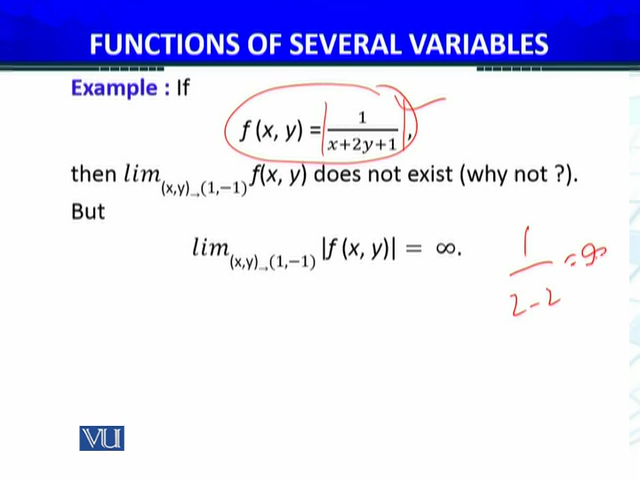 FUNCTIONS OF SEVERAL VARIABLES
Example : If
f (x, y) = |1/(x+2y+1)|,
then lim(x,y)→(1,−1) f(x, y) does not exist (why not ?).
But
lim(x,y)→(1,−1) |f (x, y)| = ∞.
1/(2-2) = ∞
VU